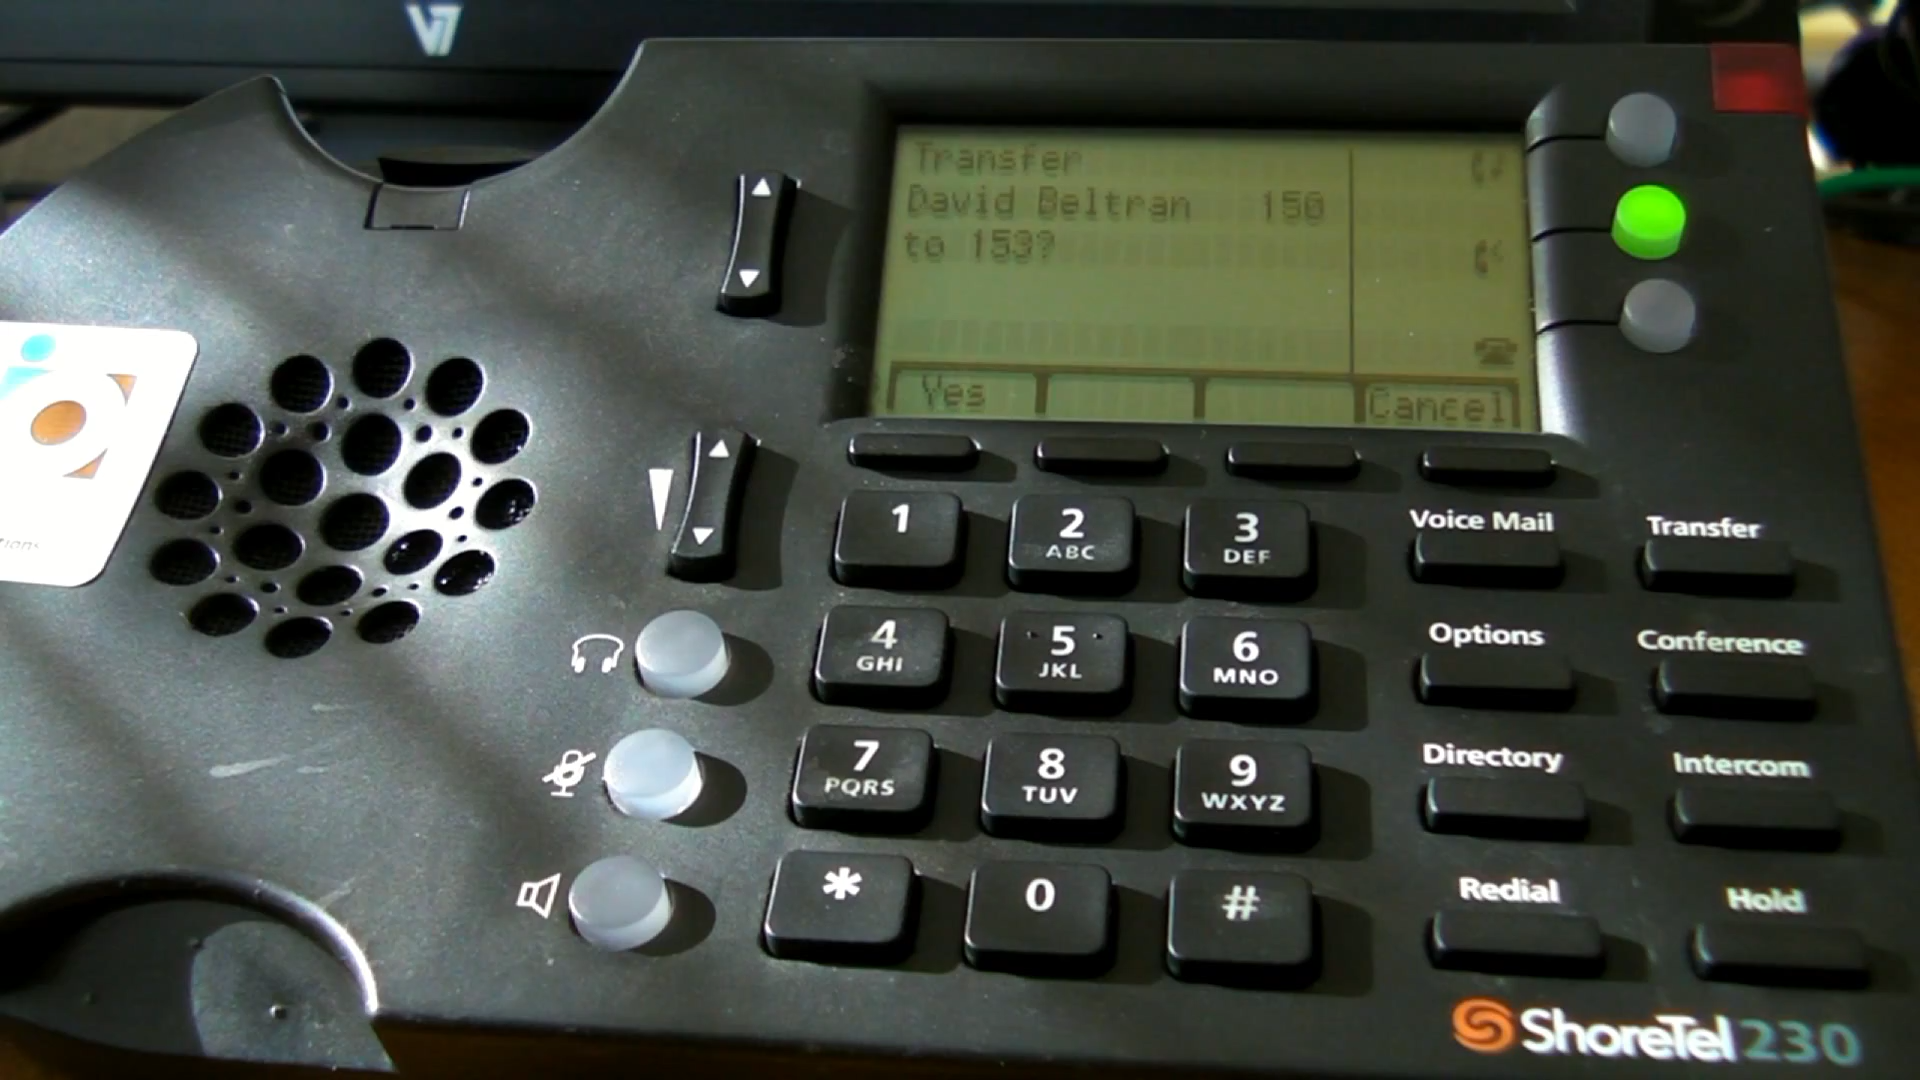 V7
Transfer
David Beltran 150
to 153?
Yes
Cancel
1
2
ABC
3
DEF
Voice Mail
Transfer
4
GHI
5
JKL
6
MNO
Options
Conference
7
PQRS
8
TUV
9
WXYZ
Directory
Intercom
*
0
#
Redial
Hold
ShoreTel 230